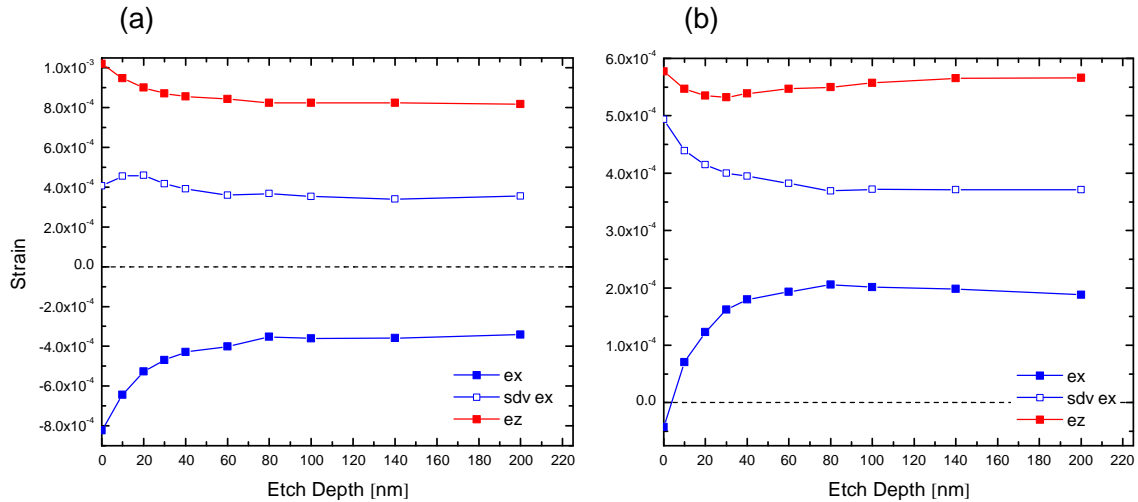 (a)
(b)
Strain
1.0x10⁻³
8.0x10⁻⁴
6.0x10⁻⁴
4.0x10⁻⁴
2.0x10⁻⁴
0.0
-2.0x10⁻⁴
-4.0x10⁻⁴
-6.0x10⁻⁴
-8.0x10⁻⁴
ex
sdv ex
ez
0 20 40 60 80 100 120 140 160 180 200 220
Etch Depth [nm]
6.0x10⁻⁴
5.0x10⁻⁴
4.0x10⁻⁴
3.0x10⁻⁴
2.0x10⁻⁴
1.0x10⁻⁴
0.0
ex
sdv ex
ez
0 20 40 60 80 100 120 140 160 180 200 220
Etch Depth [nm]